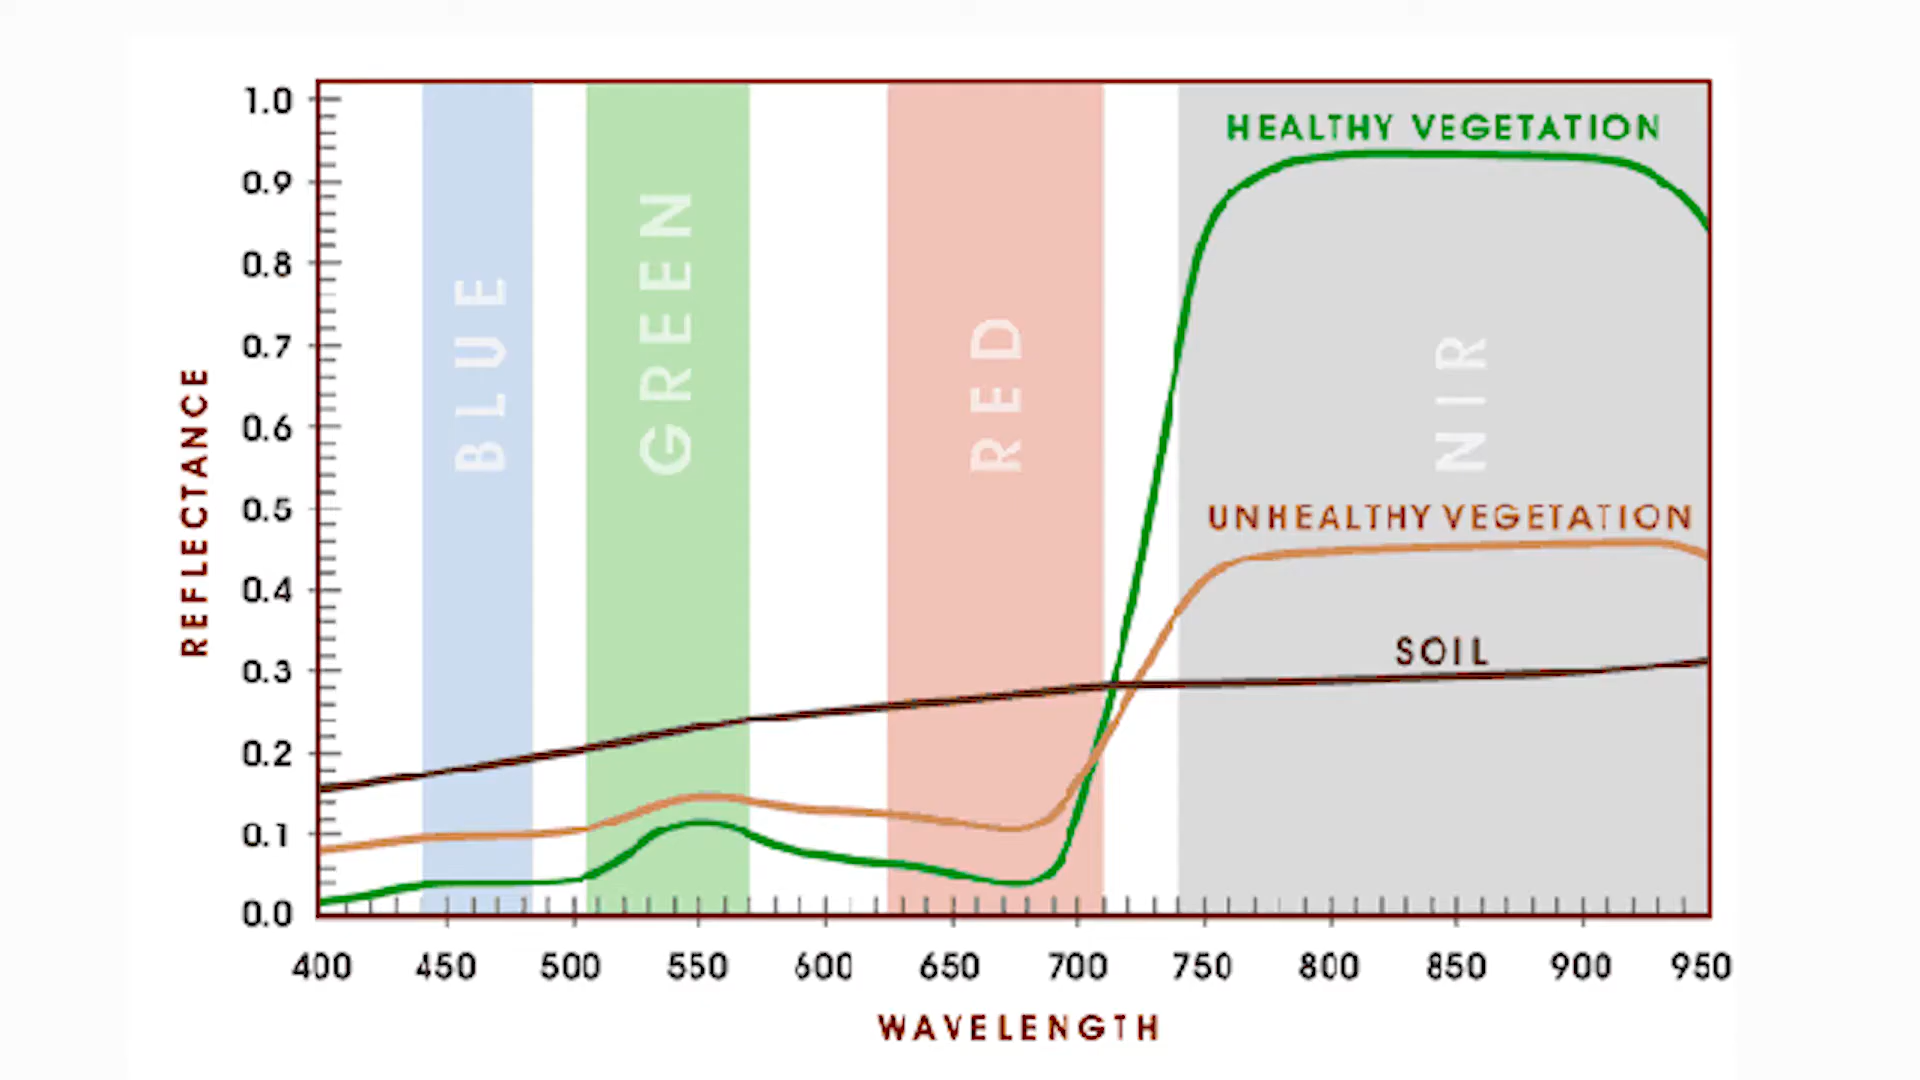 1.0
0.9
0.8
0.7
0.6
0.5
0.4
0.3
0.2
0.1
0.0
REFLECTANCE
BLUE
GREEN
RED
NIR
HEALTHY VEGETATION
UNHEALTHY VEGETATION
SOIL
400 450 500 550 600 650 700 750 800 850 900 950
WAVELENGTH